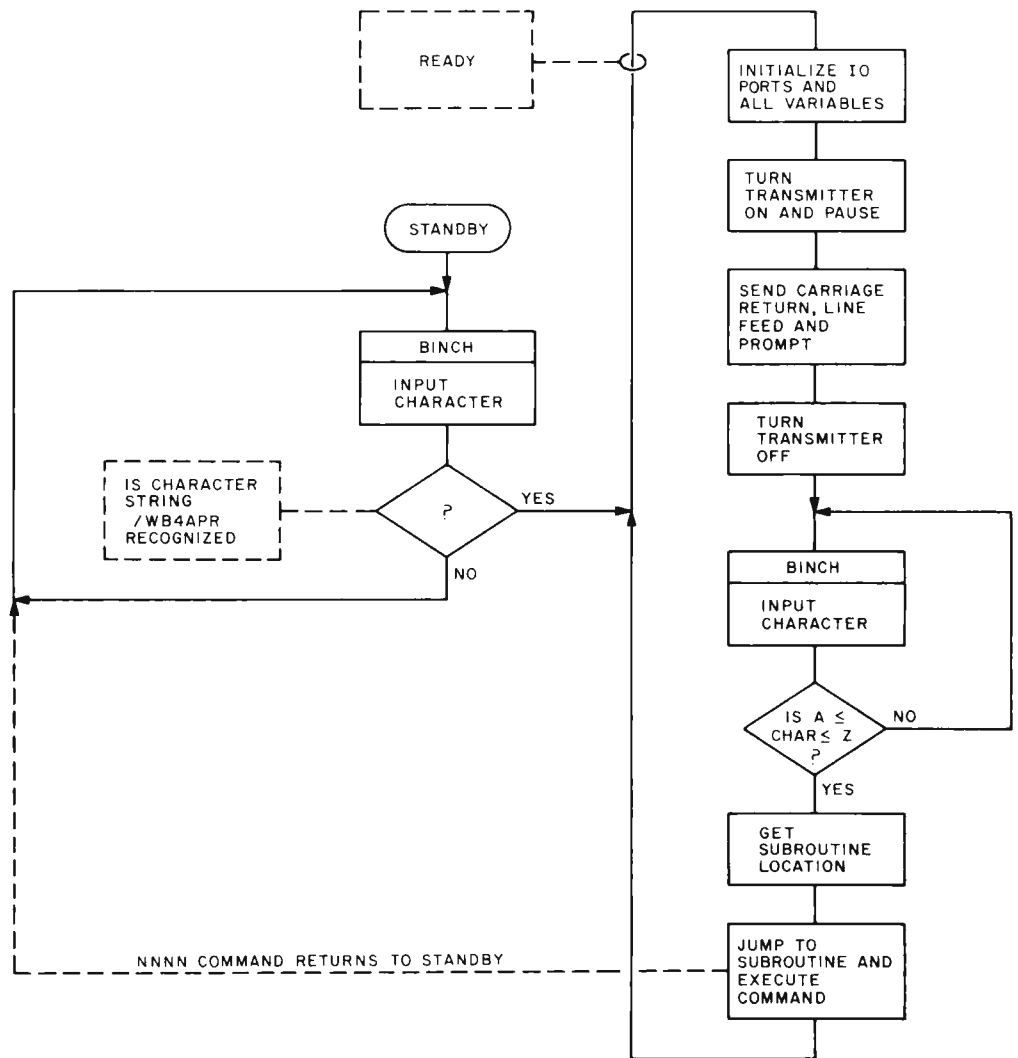 READY
STANDBY
BINCH
INPUT
CHARACTER
IS CHARACTER
STRING
/WB4APR
RECOGNIZED
?
YES
NO
INITIALIZE IO
PORTS AND
ALL VARIABLES
TURN
TRANSMITTER
ON AND PAUSE
SEND CARRIAGE
RETURN, LINE
FEED AND
PROMPT
TURN
TRANSMITTER
OFF
BINCH
INPUT
CHARACTER
IS A ≤
CHAR ≤ Z
?
NO
YES
GET
SUBROUTINE
LOCATION
JUMP TO
SUBROUTINE AND
EXECUTE
COMMAND
NNNN COMMAND RETURNS TO STANDBY